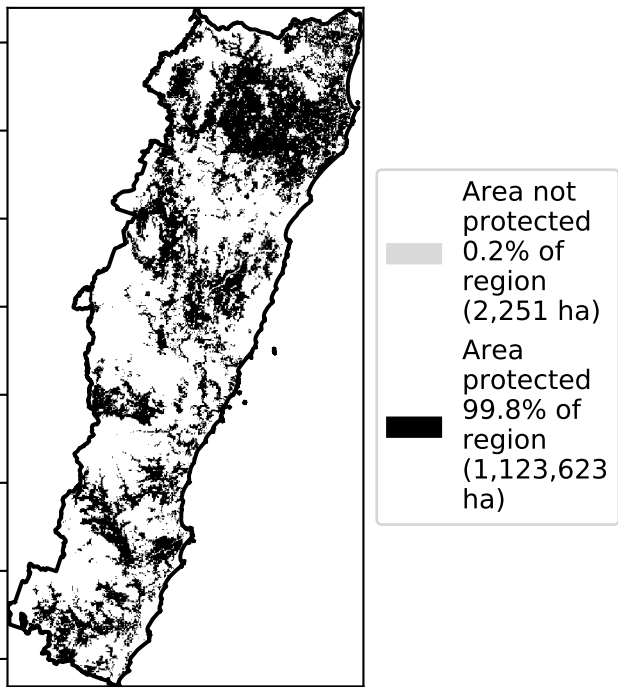 Area not
protected
0.2% of
region
(2,251 ha)
Area
protected
99.8% of
region
(1,123,623
ha)